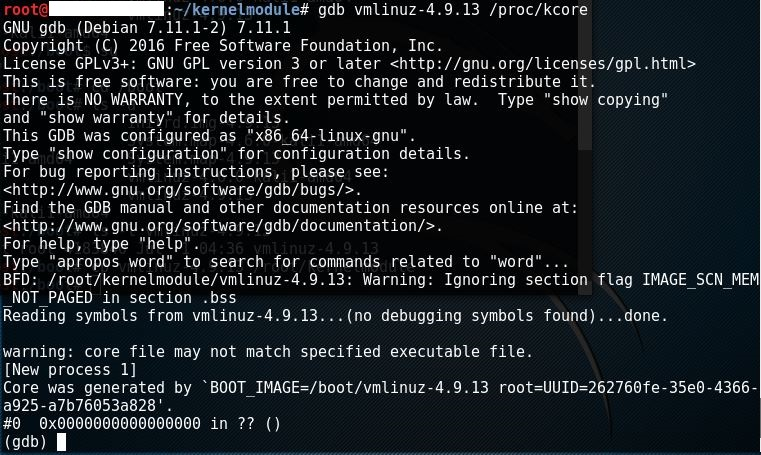 root@ :~/kernelmodule# gdb vmlinuz-4.9.13 /proc/kcore
GNU gdb (Debian 7.11.1-2) 7.11.1
Copyright (C) 2016 Free Software Foundation, Inc.
License GPLv3+: GNU GPL version 3 or later <http://gnu.org/licenses/gpl.html>
This is free software: you are free to change and redistribute it.
There is NO WARRANTY, to the extent permitted by law.  Type "show copying"
and "show warranty" for details.
This GDB was configured as "x86_64-linux-gnu".
Type "show configuration" for configuration details.
For bug reporting instructions, please see:
<http://www.gnu.org/software/gdb/bugs/>.
Find the GDB manual and other documentation resources online at:
<http://www.gnu.org/software/gdb/documentation/>.
For help, type "help".
Type "apropos word" to search for commands related to "word"...
BFD: /root/kernelmodule/vmlinuz-4.9.13: Warning: Ignoring section flag IMAGE_SCN_MEM
_NOT_PAGED in section .bss
Reading symbols from vmlinuz-4.9.13...(no debugging symbols found)...done.

warning: core file may not match specified executable file.
[New process 1]
Core was generated by `BOOT_IMAGE=/boot/vmlinuz-4.9.13 root=UUID=262760fe-35e0-4366-
a925-a7b76053a828'.
#0  0x0000000000000000 in ?? ()
(gdb)